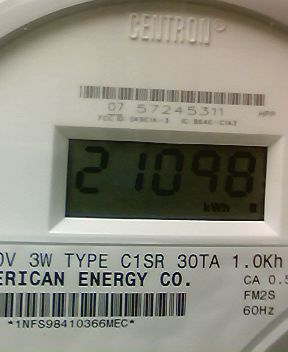 CENTRON®
07 57245311 HPP
21098
kWh
0V 3W TYPE C1SR 30TA 1.0Kh
ERICAN ENERGY CO.
CA 0.5
FM2S
60Hz
*1NFS98410366MEC*